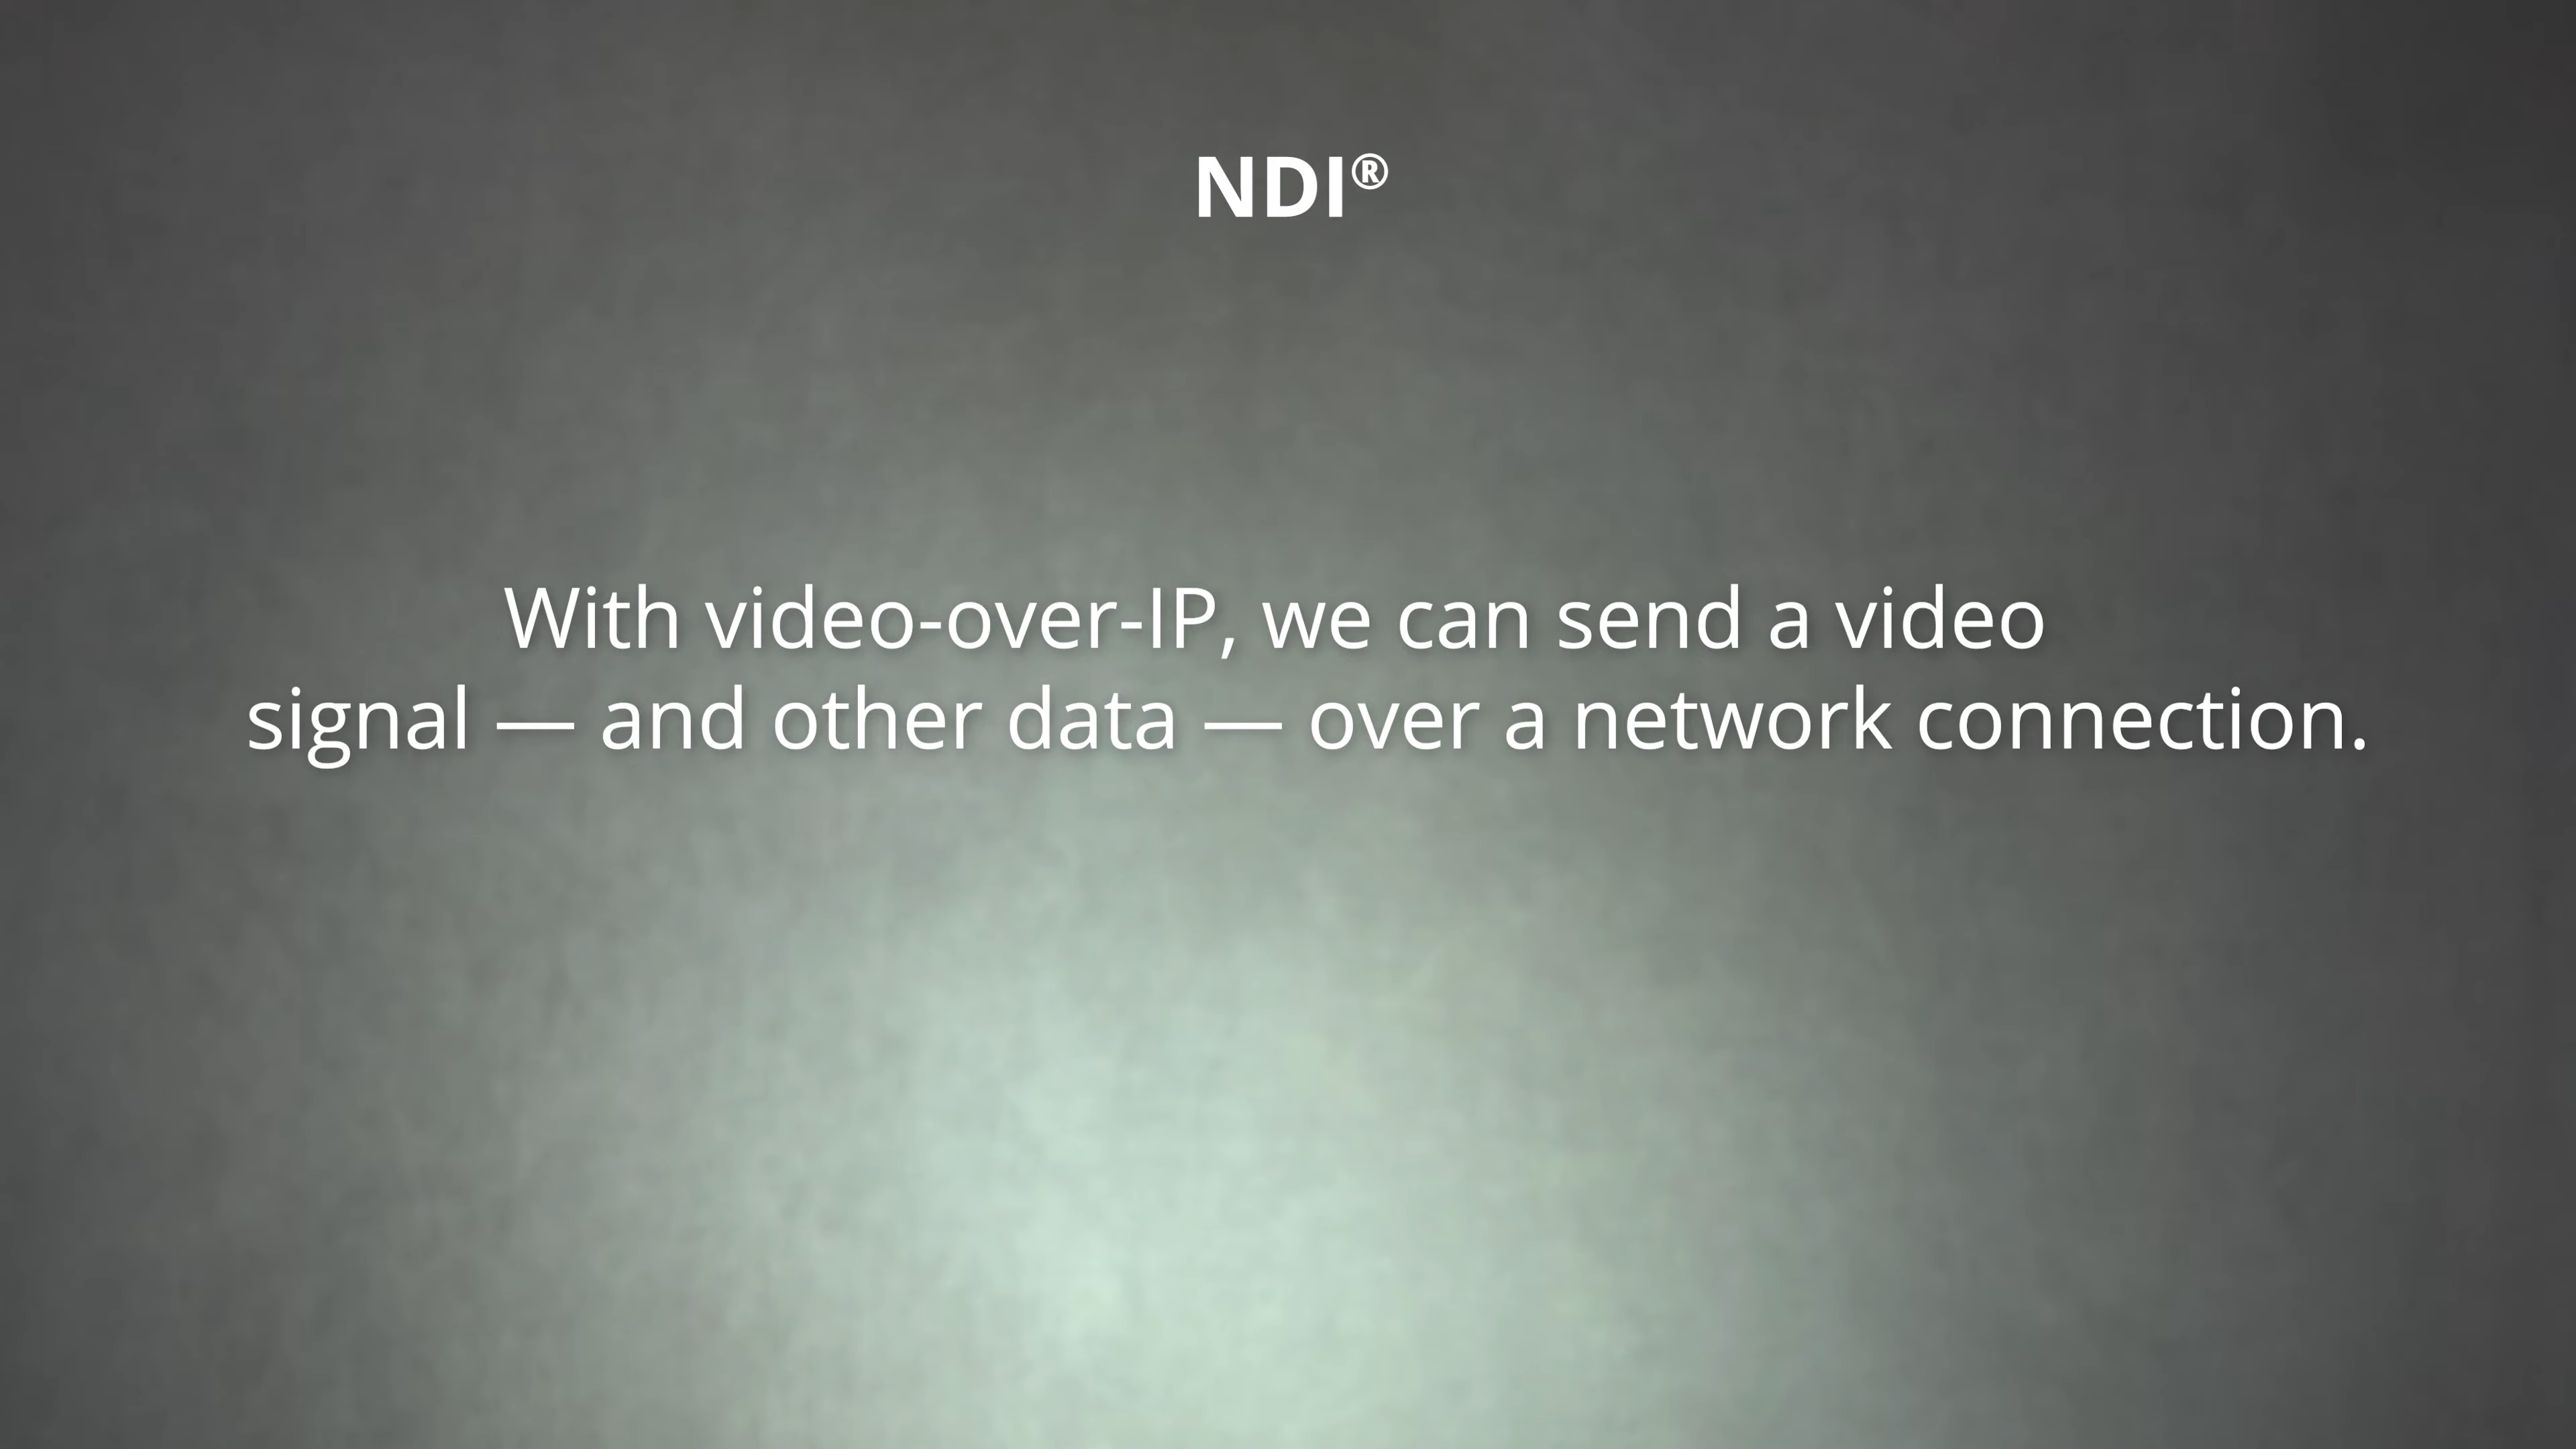 NDI®
With video-over-IP, we can send a video
signal — and other data — over a network connection.